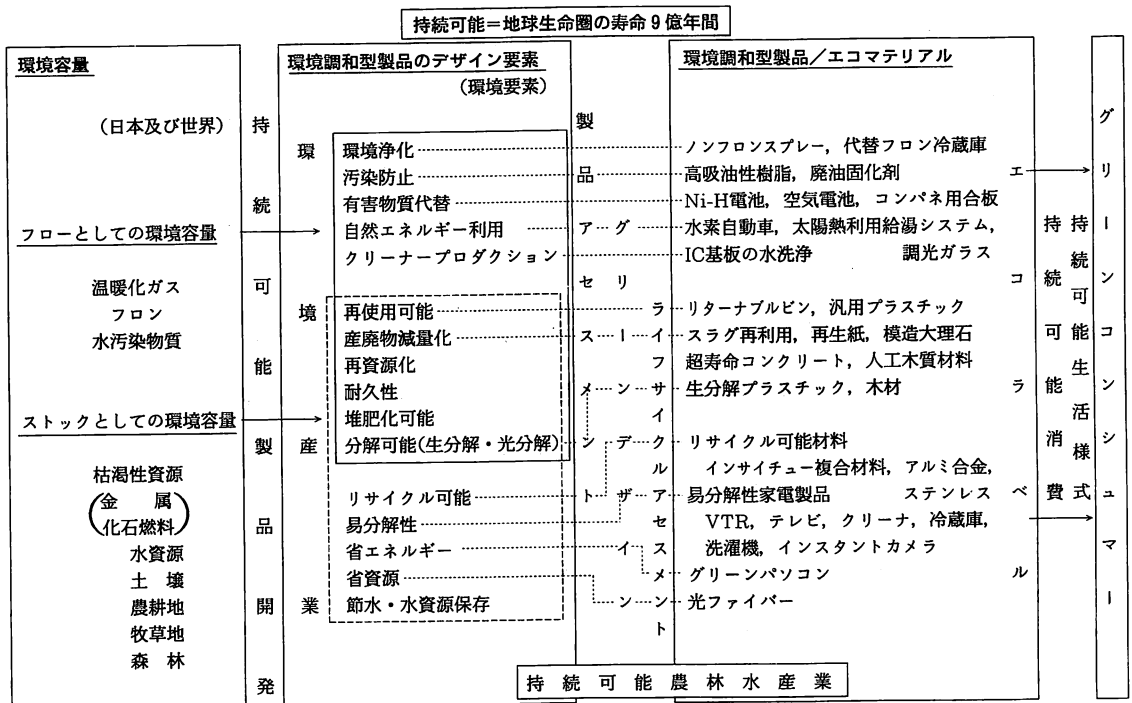 持続可能＝地球生命圏の寿命９億年間
環境容量
（日本及び世界）
フローとしての環境容量
温暖化ガス
フロン
水汚染物質
ストックとしての環境容量
枯渇性資源
（金　属
化石燃料）
水資源
土　壌
農耕地
牧草地
森　林
持続可能製品開発
環境調和型製品のデザイン要素
（環境要素）
環境産業
環境浄化
汚染防止
有害物質代替
自然エネルギー利用
クリーナープロダクション
再使用可能
産廃物減量化
再資源化
耐久性
堆肥化可能
分解可能(生分解・光分解)
リサイクル可能
易分解性
省エネルギー
省資源
節水・水資源保存
製品アセスメント
グリーンデザイン
ライフサイクルアセスメント
環境調和型製品／エコマテリアル
ノンフロンスプレー，代替フロン冷蔵庫
高吸油性樹脂，廃油固化剤
Ni-H電池，空気電池，コンパネ用合板
水素自動車，太陽熱利用給湯システム，
IC基板の水洗浄　調光ガラス
リターナブルビン，汎用プラスチック
スラグ再利用，再生紙，模造大理石
超寿命コンクリート，人工木質材料
生分解プラスチック，木材
リサイクル可能材料
インサイチュー複合材料，アルミ合金，
易分解性家電製品　ステンレス
VTR，テレビ，クリーナ，冷蔵庫，
洗濯機，インスタントカメラ
グリーンパソコン
光ファイバー
エコラベル
持続可能消費
持続可能生活様式
グリーンコンシューマー
持続可能農林水産業